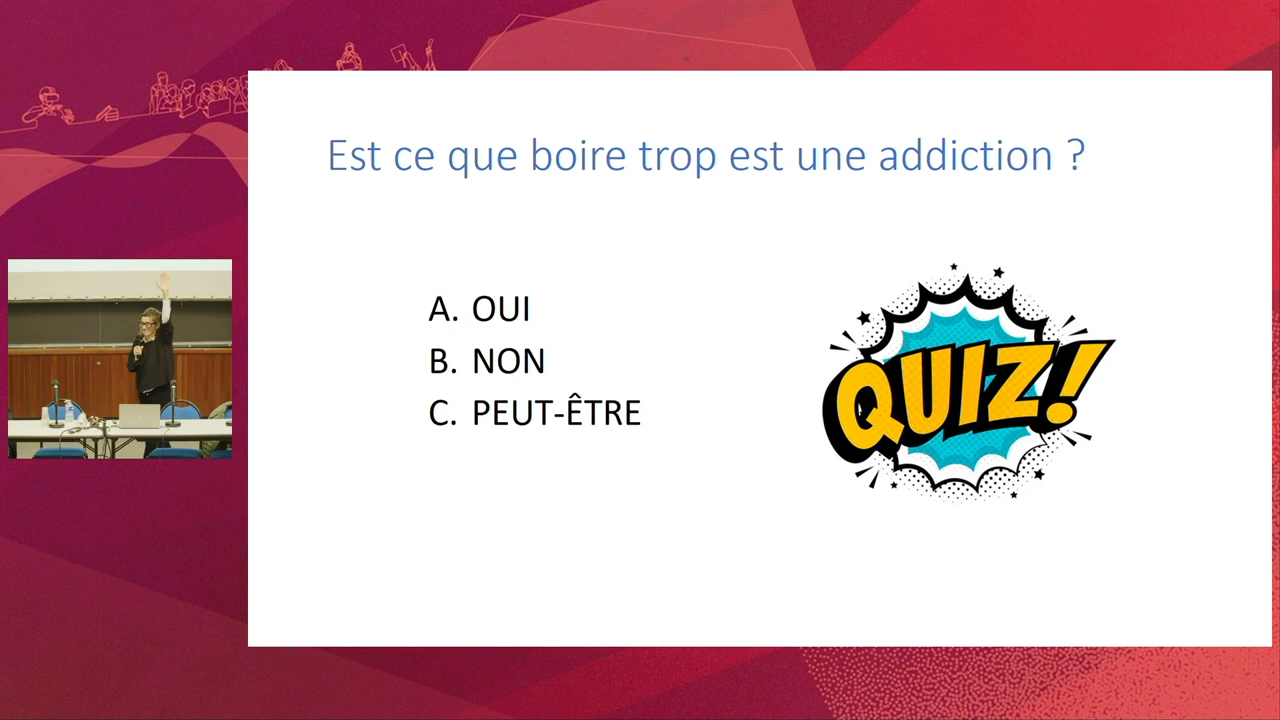 Est ce que boire trop est une addiction ?
A. OUI
B. NON
C. PEUT-ÊTRE
QUIZ!